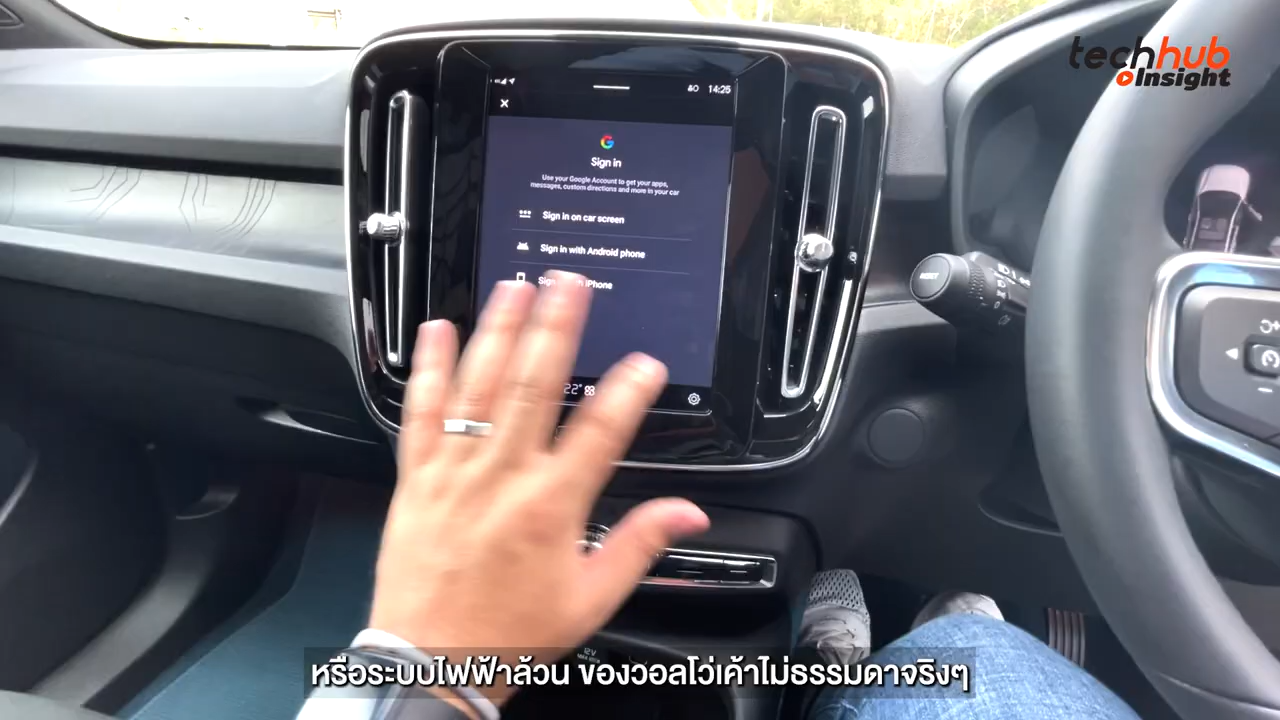 techhub
Insight
14:25
Sign in
Use your Google Account to get your apps,
messages, custom directions and more in your car
Sign in on car screen
Sign in with Android phone
iPhone
22°
RESET
12V
หรือระบบไฟฟ้าล้วน ของวอลโว่เค้าไม่ธรรมดาจริงๆ